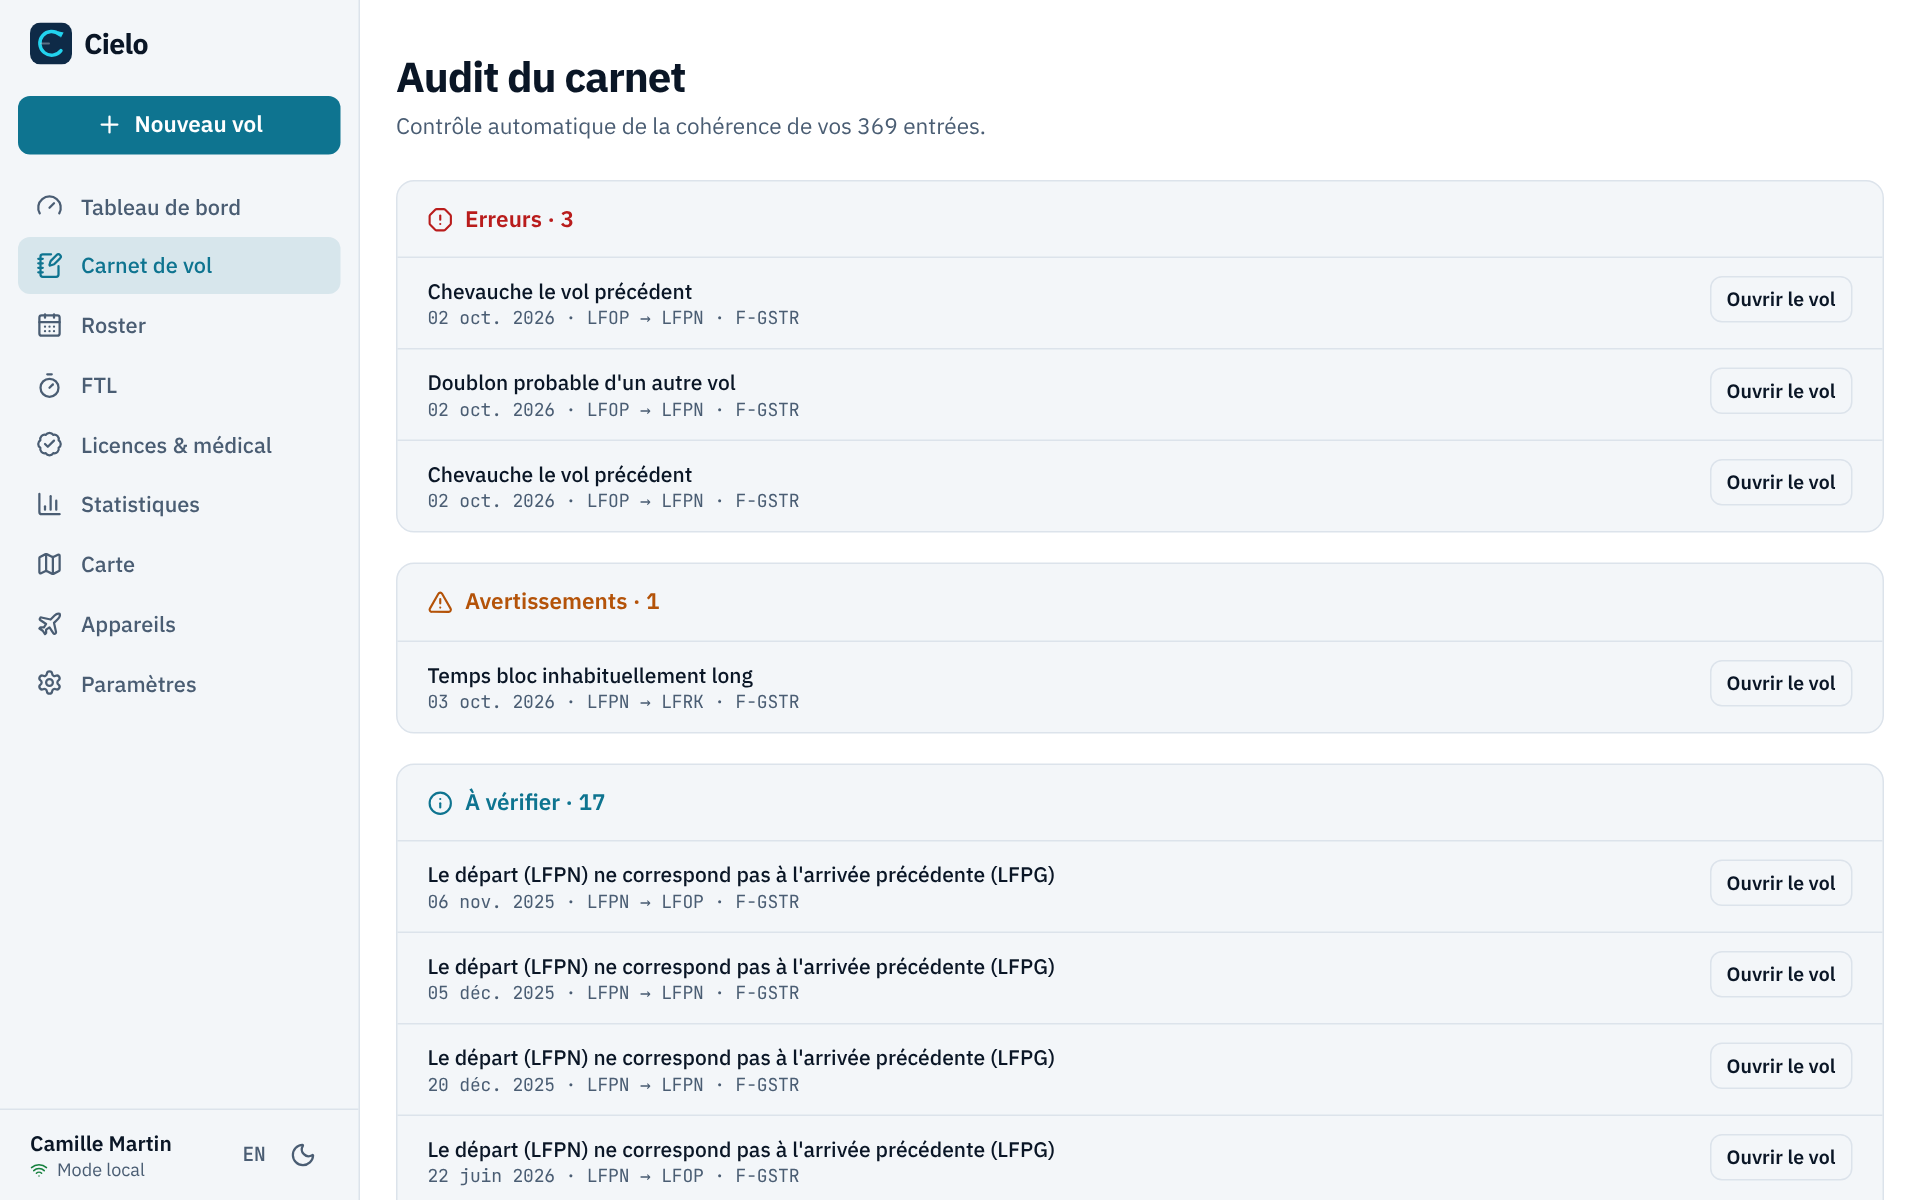 Cielo
+ Nouveau vol
Tableau de bord
Carnet de vol
Roster
FTL
Licences & médical
Statistiques
Carte
Appareils
Paramètres
Camille Martin
Mode local
EN
Audit du carnet
Contrôle automatique de la cohérence de vos 369 entrées.
Erreurs · 3
Chevauche le vol précédent
02 oct. 2026 · LFOP → LFPN · F-GSTR
Ouvrir le vol
Doublon probable d'un autre vol
02 oct. 2026 · LFOP → LFPN · F-GSTR
Ouvrir le vol
Chevauche le vol précédent
02 oct. 2026 · LFOP → LFPN · F-GSTR
Ouvrir le vol
Avertissements · 1
Temps bloc inhabituellement long
03 oct. 2026 · LFPN → LFRK · F-GSTR
Ouvrir le vol
À vérifier · 17
Le départ (LFPN) ne correspond pas à l'arrivée précédente (LFPG)
06 nov. 2025 · LFPN → LFOP · F-GSTR
Ouvrir le vol
Le départ (LFPN) ne correspond pas à l'arrivée précédente (LFPG)
05 déc. 2025 · LFPN → LFPN · F-GSTR
Ouvrir le vol
Le départ (LFPN) ne correspond pas à l'arrivée précédente (LFPG)
20 déc. 2025 · LFPN → LFPN · F-GSTR
Ouvrir le vol
Le départ (LFPN) ne correspond pas à l'arrivée précédente (LFPG)
22 juin 2026 · LFPN → LFOP · F-GSTR
Ouvrir le vol